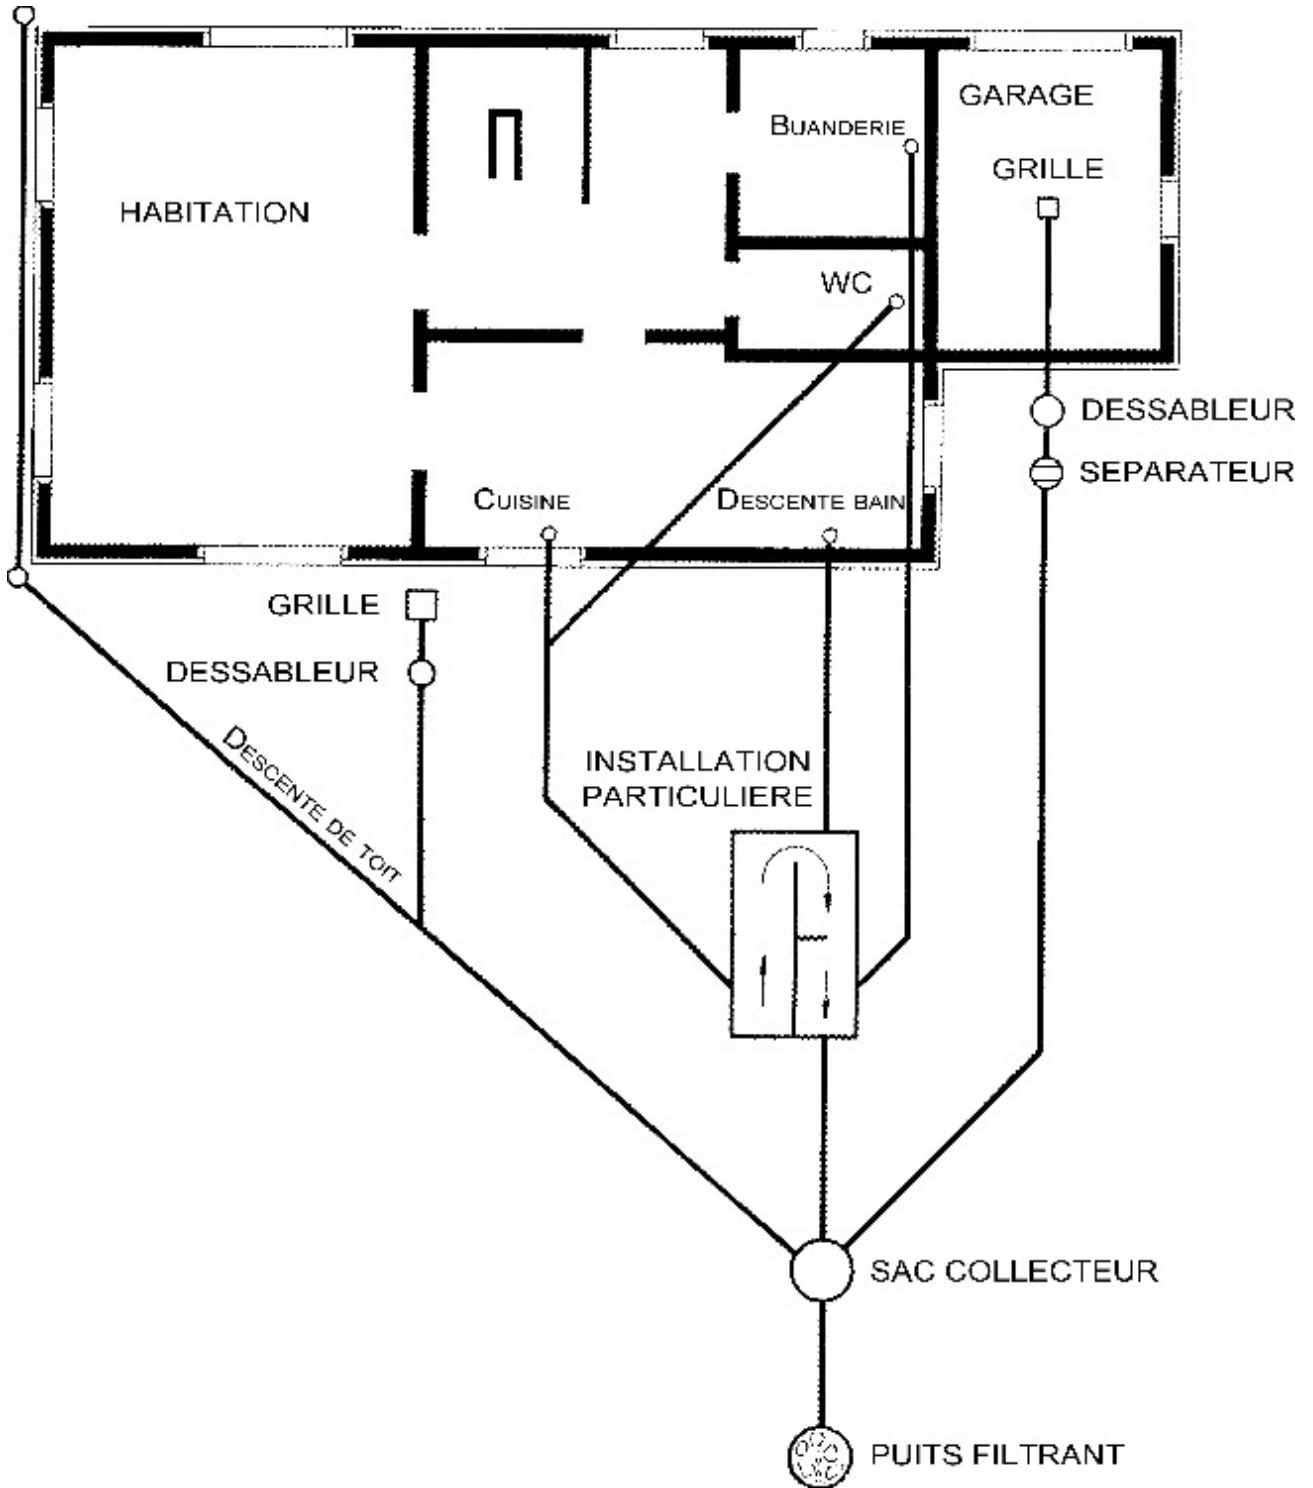 GARAGE
BUANDERIE
GRILLE
HABITATION
WC
DESSABLEUR
SÉPARATEUR
CUISINE
DESCENTE BAIN
GRILLE
DESSABLEUR
DESCENTE DE TOIT
INSTALLATION
PARTICULIERE
SAC COLLECTEUR
PUITS FILTRANT